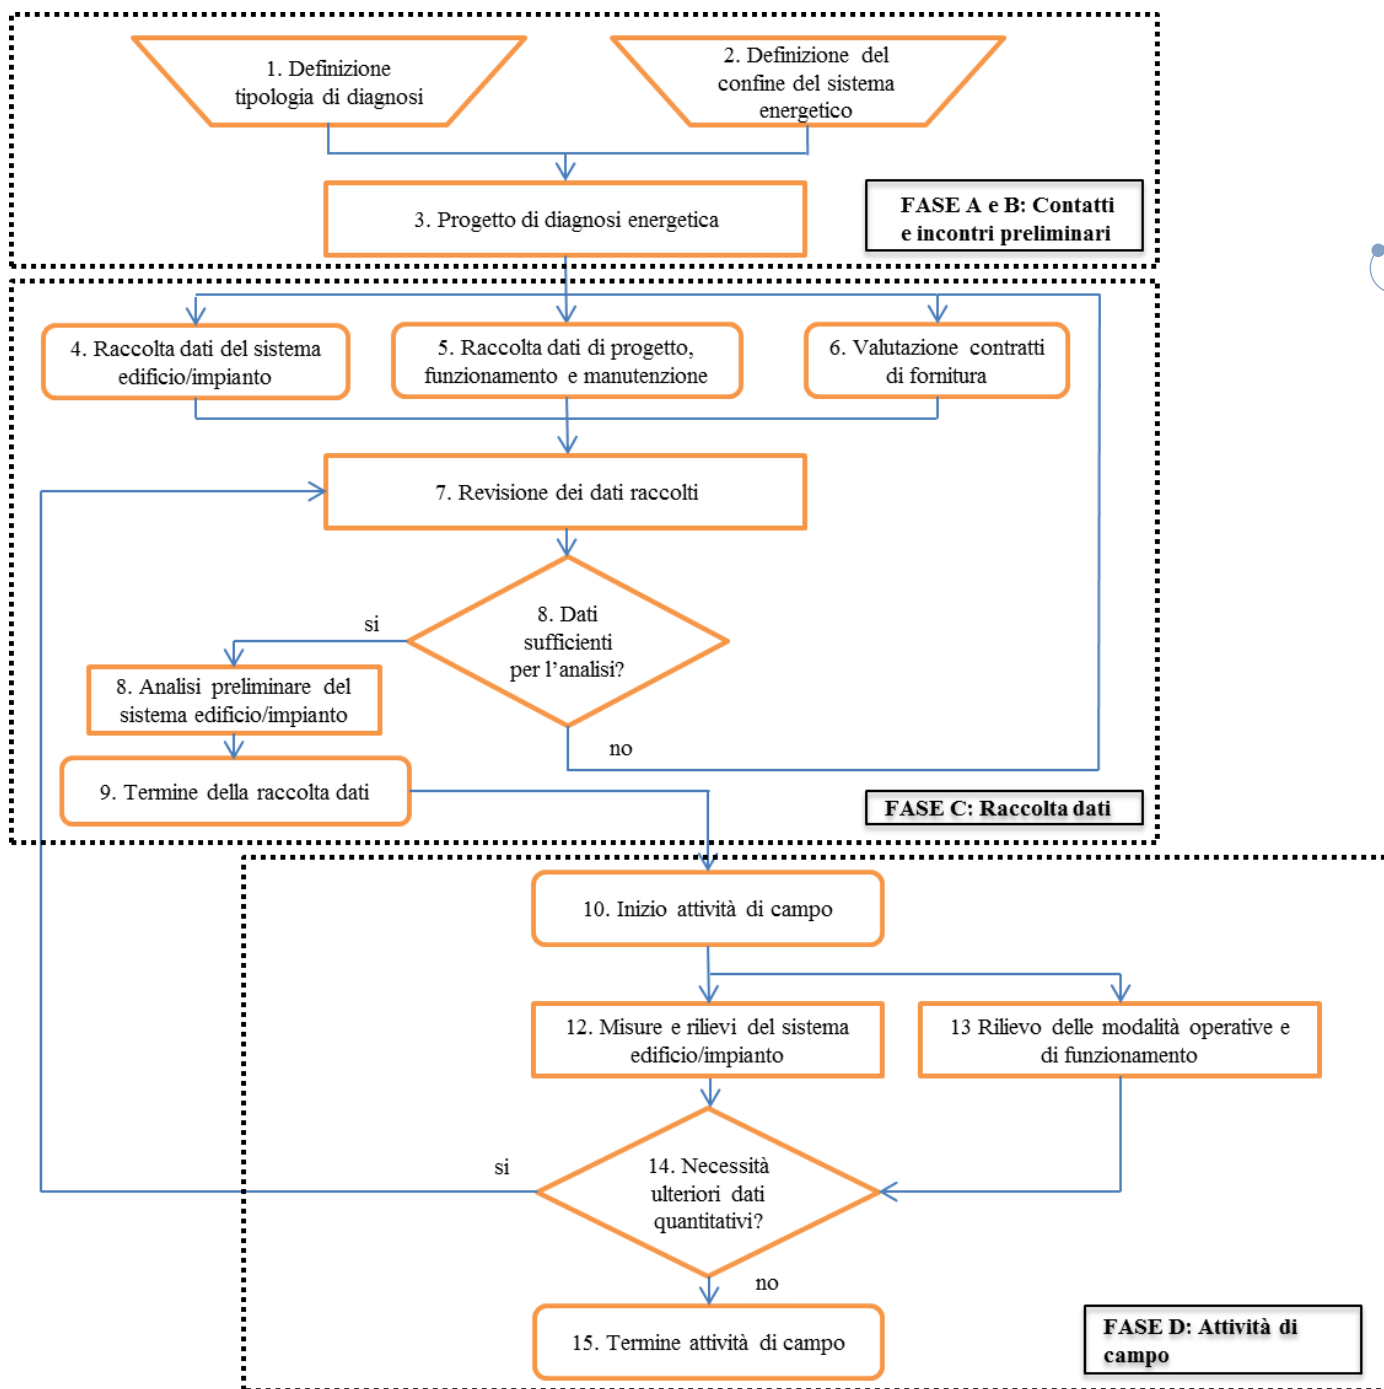 1. Definizione
tipologia di diagnosi
2. Definizione del
confine del sistema
energetico
3. Progetto di diagnosi energetica
FASE A e B: Contatti
e incontri preliminari
4. Raccolta dati del sistema
edificio/impianto
5. Raccolta dati di progetto,
funzionamento e manutenzione
6. Valutazione contratti
di fornitura
7. Revisione dei dati raccolti
8. Dati
sufficienti
per l'analisi?
si
8. Analisi preliminare del
sistema edificio/impianto
no
9. Termine della raccolta dati
FASE C: Raccolta dati
10. Inizio attività di campo
12. Misure e rilievi del sistema
edificio/impianto
13 Rilievo delle modalità operative e
di funzionamento
14. Necessità
ulteriori dati
quantitativi?
si
no
15. Termine attività di campo
FASE D: Attività di
campo